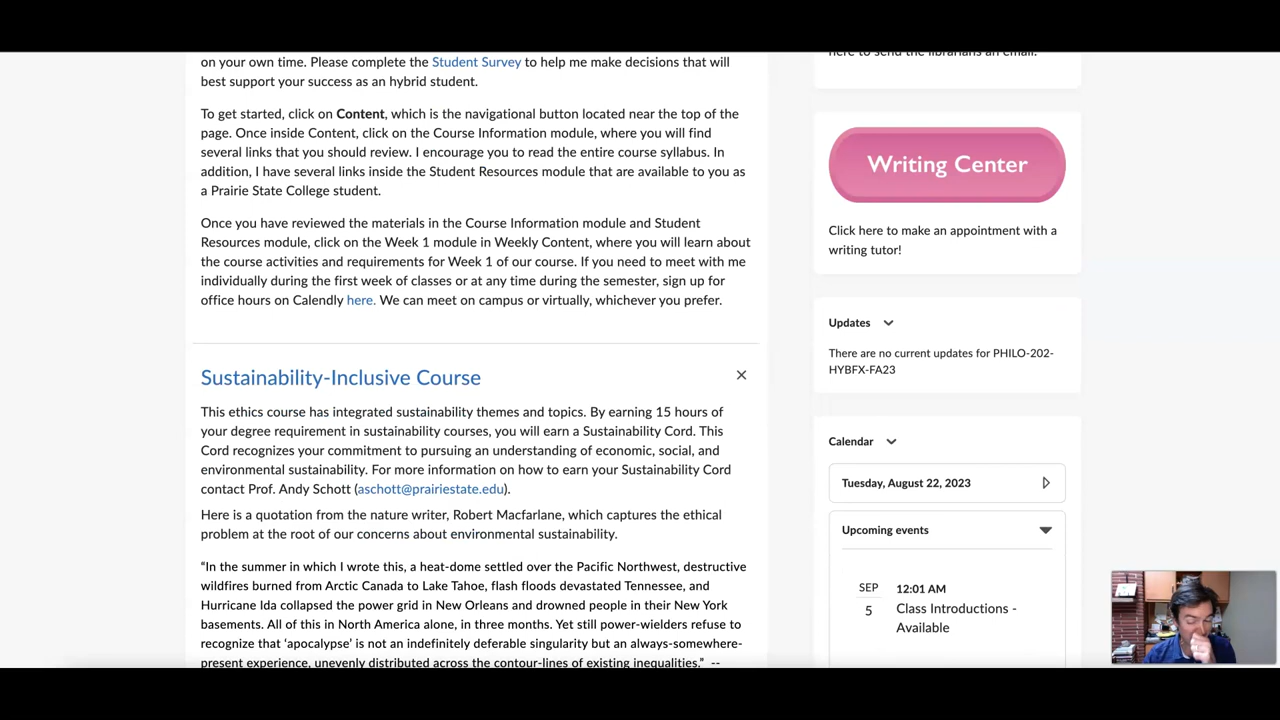 on your own time. Please complete the Student Survey to help me make decisions that will
best support your success as an hybrid student.
To get started, click on Content, which is the navigational button located near the top of the
page. Once inside Content, click on the Course Information module, where you will find
several links that you should review. I encourage you to read the entire course syllabus. In
addition, I have several links inside the Student Resources module that are available to you as
a Prairie State College student.
Once you have reviewed the materials in the Course Information module and Student
Resources module, click on the Week 1 module in Weekly Content, where you will learn about
the course activities and requirements for Week 1 of our course. If you need to meet with me
individually during the first week of classes or at any time during the semester, sign up for
office hours on Calendly here. We can meet on campus or virtually, whichever you prefer.
Sustainability-Inclusive Course
This ethics course has integrated sustainability themes and topics. By earning 15 hours of
your degree requirement in sustainability courses, you will earn a Sustainability Cord. This
Cord recognizes your commitment to pursuing an understanding of economic, social, and
environmental sustainability. For more information on how to earn your Sustainability Cord
contact Prof. Andy Schott (aschott@prairiestate.edu).
Here is a quotation from the nature writer, Robert Macfarlane, which captures the ethical
problem at the root of our concerns about environmental sustainability.
“In the summer in which I wrote this, a heat-dome settled over the Pacific Northwest, destructive
wildfires burned from Arctic Canada to Lake Tahoe, flash floods devastated Tennessee, and
Hurricane Ida collapsed the power grid in New Orleans and drowned people in their New York
basements. All of this in North America alone, in three months. Yet still power-wielders refuse to
recognize that ‘apocalypse’ is not an indefinitely deferable singularity but an always-somewhere-
present experience, unevenly distributed across the contour-lines of existing inequalities.” --
here to send the librarians an email.
Writing Center
Click here to make an appointment with a
writing tutor!
Updates
There are no current updates for PHILO-202-
HYBFX-FA23
Calendar
Tuesday, August 22, 2023
Upcoming events
SEP
5
12:01 AM
Class Introductions -
Available